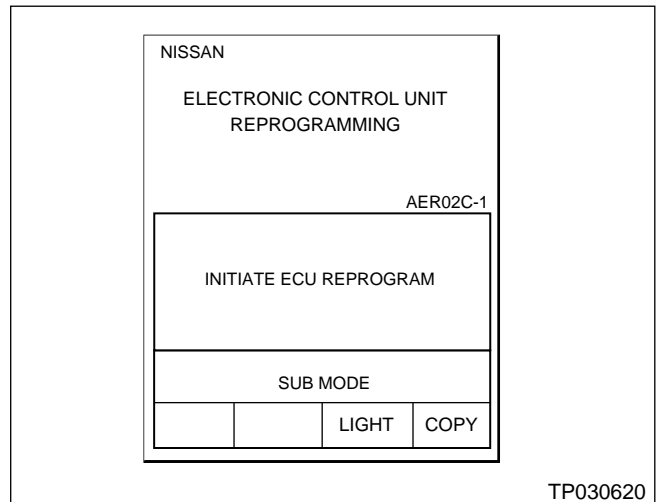 NISSAN
ELECTRONIC CONTROL UNIT
REPROGRAMMING
AER02C-1
INITIATE ECU REPROGRAM
SUB MODE
LIGHT COPY
TP030620